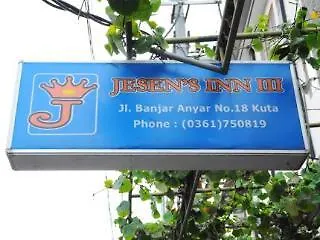 J
JESEN'S INN III
Jl. Banjar Anyar No.18 Kuta
Phone : (0361)750819